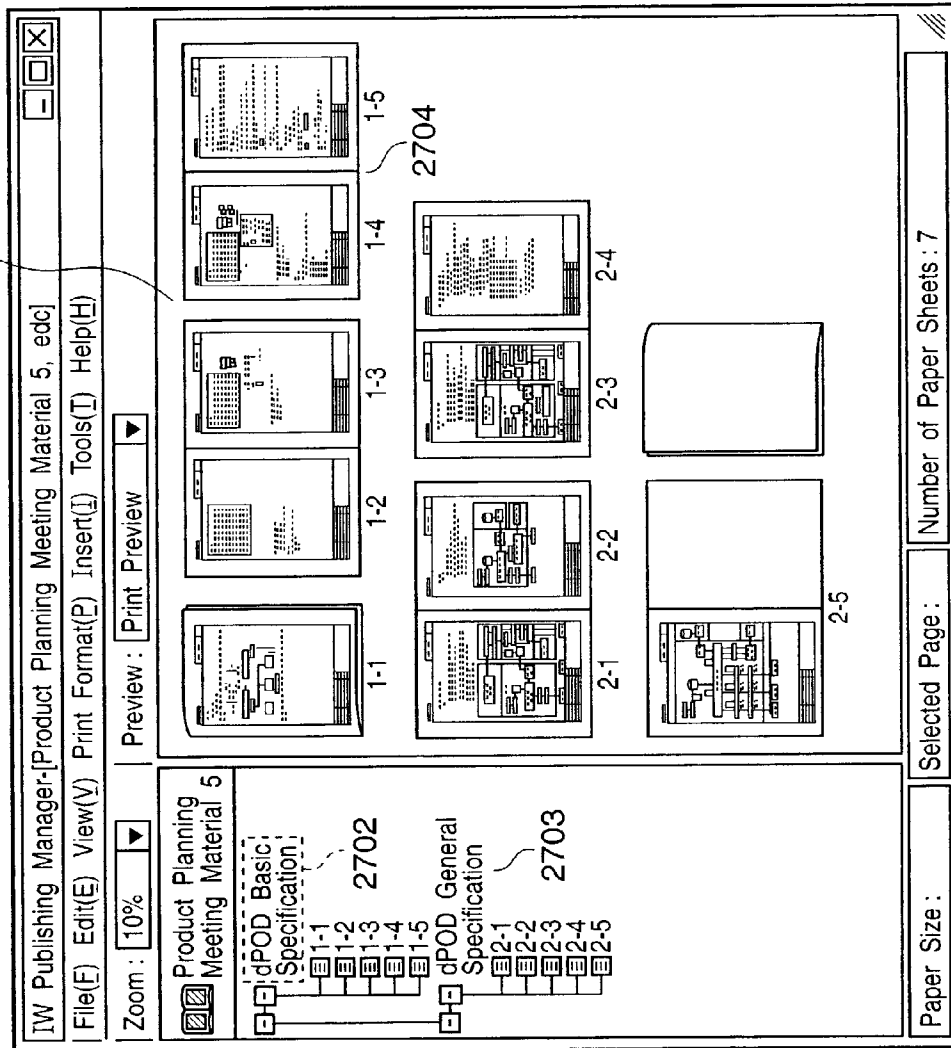 IW Publishing Manager-[Product Planning Meeting Material 5, edc]
File(F) Edit(E) View(V) Print Format(P) Insert(I) Tools(T) Help(H)
Zoom : 10% Preview : Print Preview
Product Planning
Meeting Material 5
dPOD Basic
Specification
2702
1-1
1-2
1-3
1-4
1-5
dPOD General
Specification
2703
2-1
2-2
2-3
2-4
2-5
1-1 1-2 1-3 1-4 1-5
2704
2-1 2-2 2-3 2-4
2-5
Paper Size : Selected Page : Number of Paper Sheets : 7